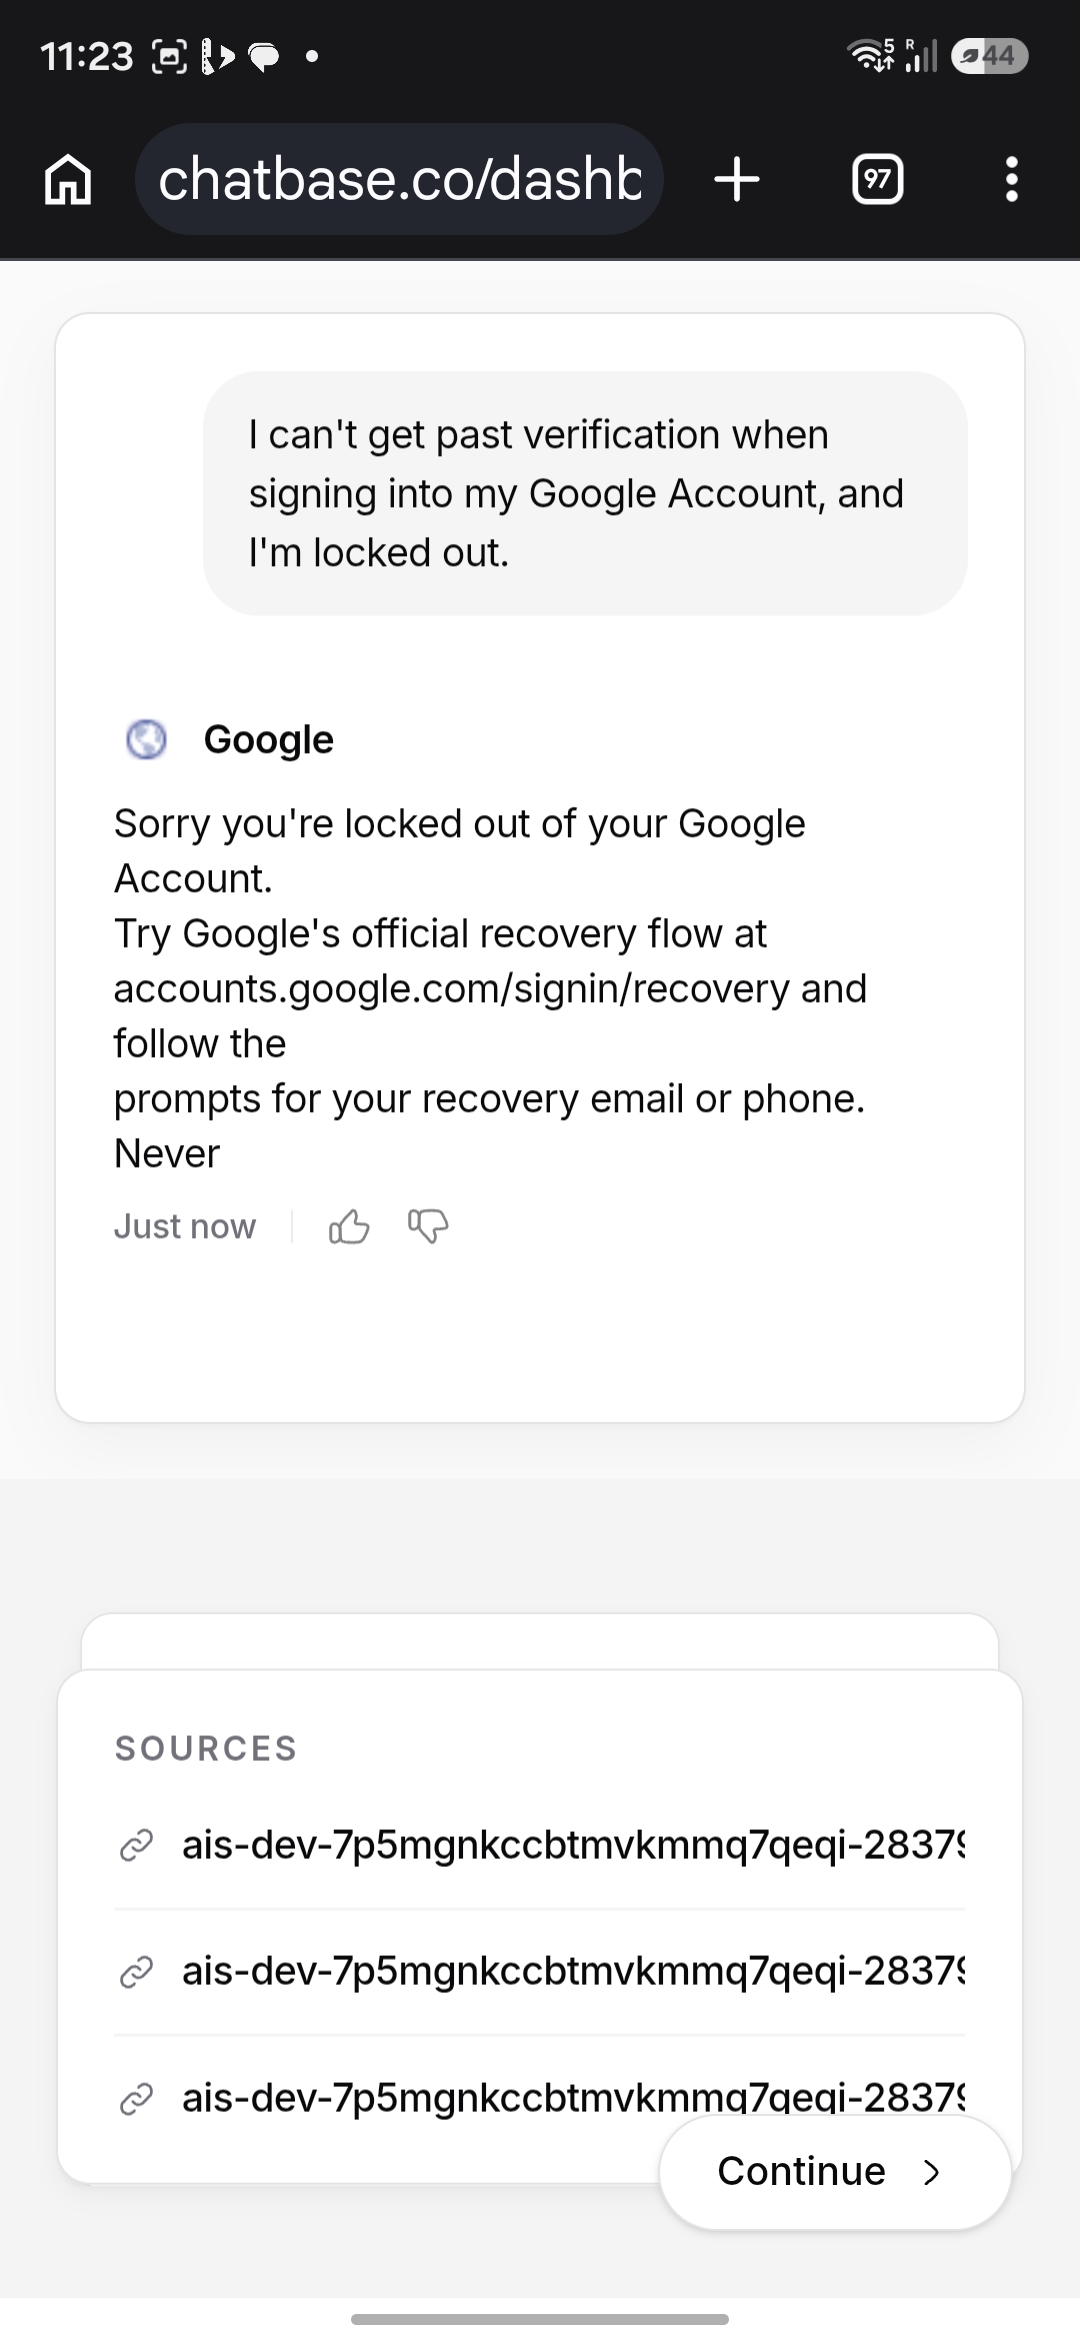 11:23
5
R
44
chatbase.co/dashb
97
I can't get past verification when
signing into my Google Account, and
I'm locked out.
Google
Sorry you're locked out of your Google
Account.
Try Google's official recovery flow at
accounts.google.com/signin/recovery and
follow the
prompts for your recovery email or phone.
Never
Just now
SOURCES
ais-dev-7p5mgnkccbtmvkmmq7qeqi-28379
ais-dev-7p5mgnkccbtmvkmmq7qeqi-28379
ais-dev-7p5mgnkccbtmvkmmq7qeqi-28379
Continue